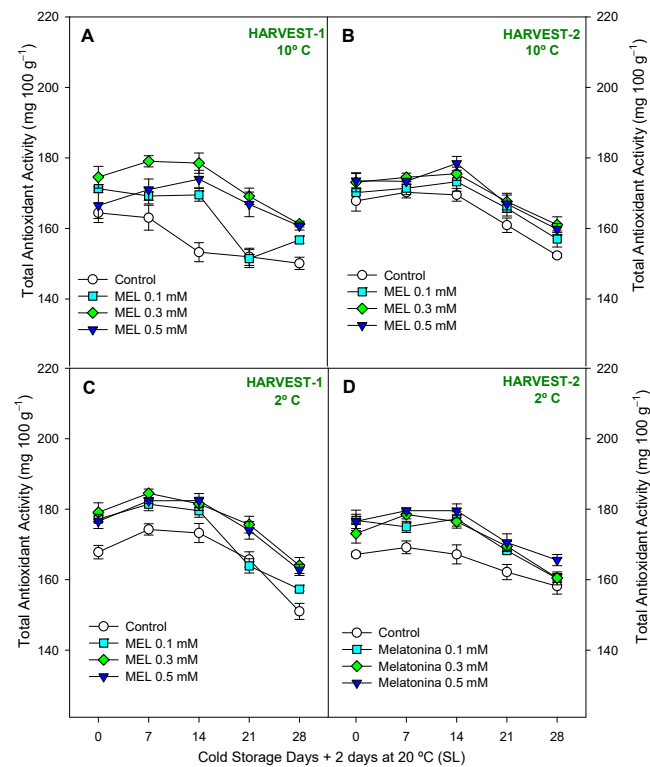 220
200
180
160
140
Total Antioxidant Activity (mg 100 g⁻¹)
A
HARVEST-1
10º C
Control
MEL 0.1 mM
MEL 0.3 mM
MEL 0.5 mM
B
HARVEST-2
10º C
Control
MEL 0.1 mM
MEL 0.3 mM
MEL 0.5 mM
220
200
180
160
140
Total Antioxidant Activity (mg 100 g⁻¹)
220
200
180
160
140
Total Antioxidant Activity (mg 100 g⁻¹)
C
HARVEST-1
2º C
Control
MEL 0.1 mM
MEL 0.3 mM
MEL 0.5 mM
D
HARVEST-2
2º C
Control
Melatonina 0.1 mM
Melatonina 0.3 mM
Melatonina 0.5 mM
220
200
180
160
140
Total Antioxidant Activity (mg 100 g⁻¹)
0 7 14 21 28
0 7 14 21 28
Cold Storage Days + 2 days at 20 ºC (SL)